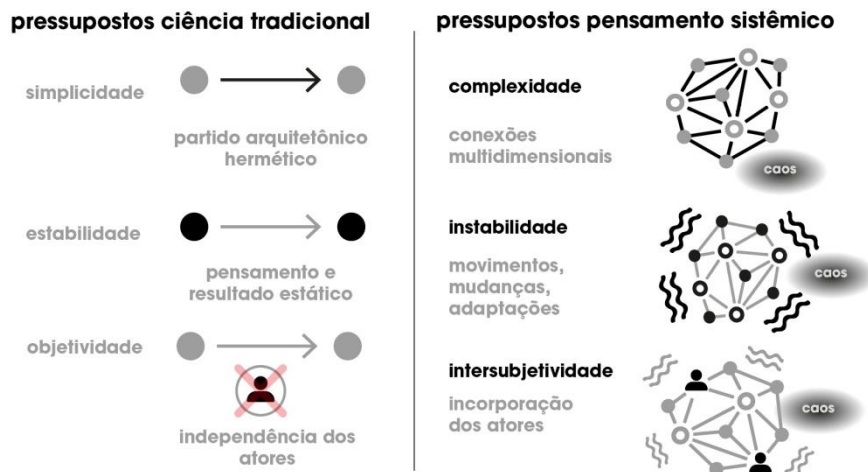 pressupostos ciência tradicional
simplicidade
partido arquitetônico
hermético
estabilidade
pensamento e
resultado estático
objetividade
independência dos
atores
pressupostos pensamento sistêmico
complexidade
conexões
multidimensionais
caos
instabilidade
movimentos,
mudanças,
adaptações
caos
intersubjetividade
incorporação
dos atores
caos